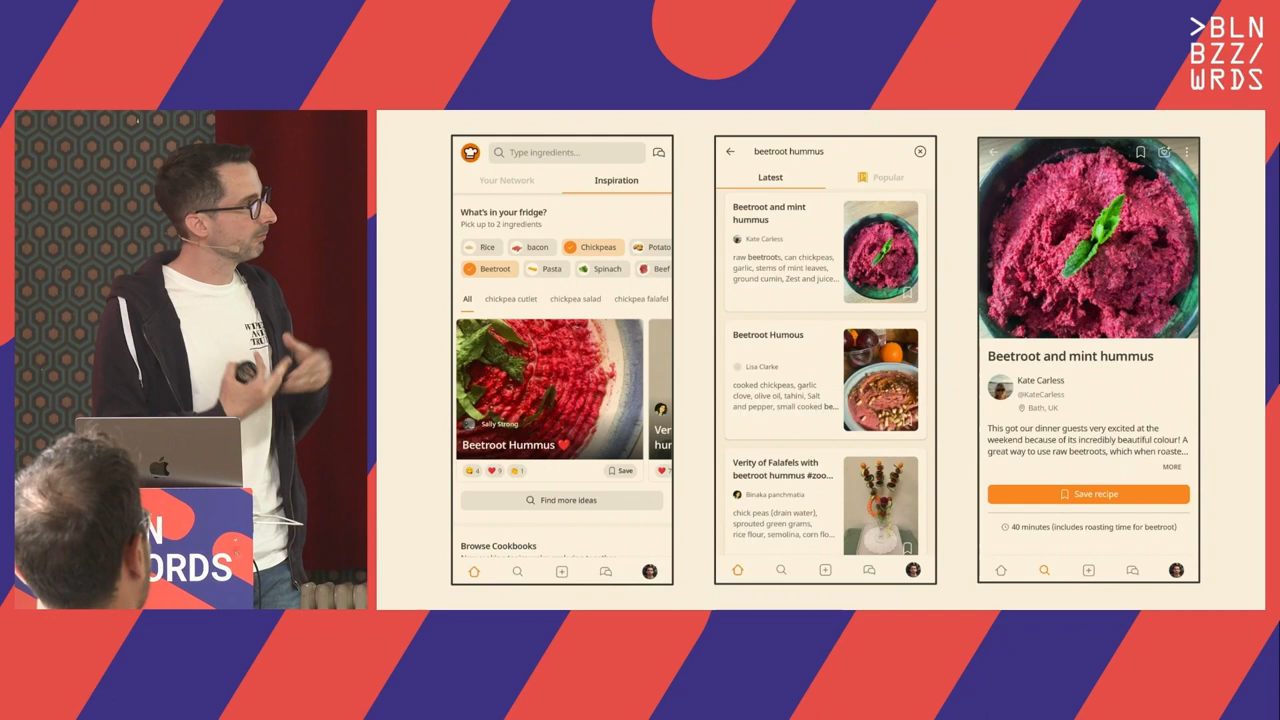 >BLN
BZZ/
WRDS
N
ORDS
Type ingredients...
Your Network
Inspiration
What's in your fridge?
Pick up to 2 ingredients
Rice
bacon
Chickpeas
Potato
Beetroot
Pasta
Spinach
Beef
All
chickpea cutlet
chickpea salad
chickpea falafel
Sally Strong
Beetroot Hummus
Ver
hur
4
9
1
Save
7
Find more ideas
Browse Cookbooks
beetroot hummus
Latest
Popular
Beetroot and mint
hummus
Kate Carless
raw beetroots, can chickpeas,
garlic, stems of mint leaves,
ground cumin, Zest and juice...
Beetroot Humous
Lisa Clarke
cooked chickpeas, garlic
clove, olive oil, tahini, Salt
and pepper, small cooked be...
Verity of Falafels with
beetroot hummus #zoo...
Binaka panchmatia
chick peas (drain water),
sprouted green grams,
rice flour, semolina, corn flo...
Beetroot and mint hummus
Kate Carless
@KateCarless
Bath, UK
This got our dinner guests very excited at the
weekend because of its incredibly beautiful colour! A
great way to use raw beetroots, which when roaste...
MORE
Save recipe
40 minutes (includes roasting time for beetroot)